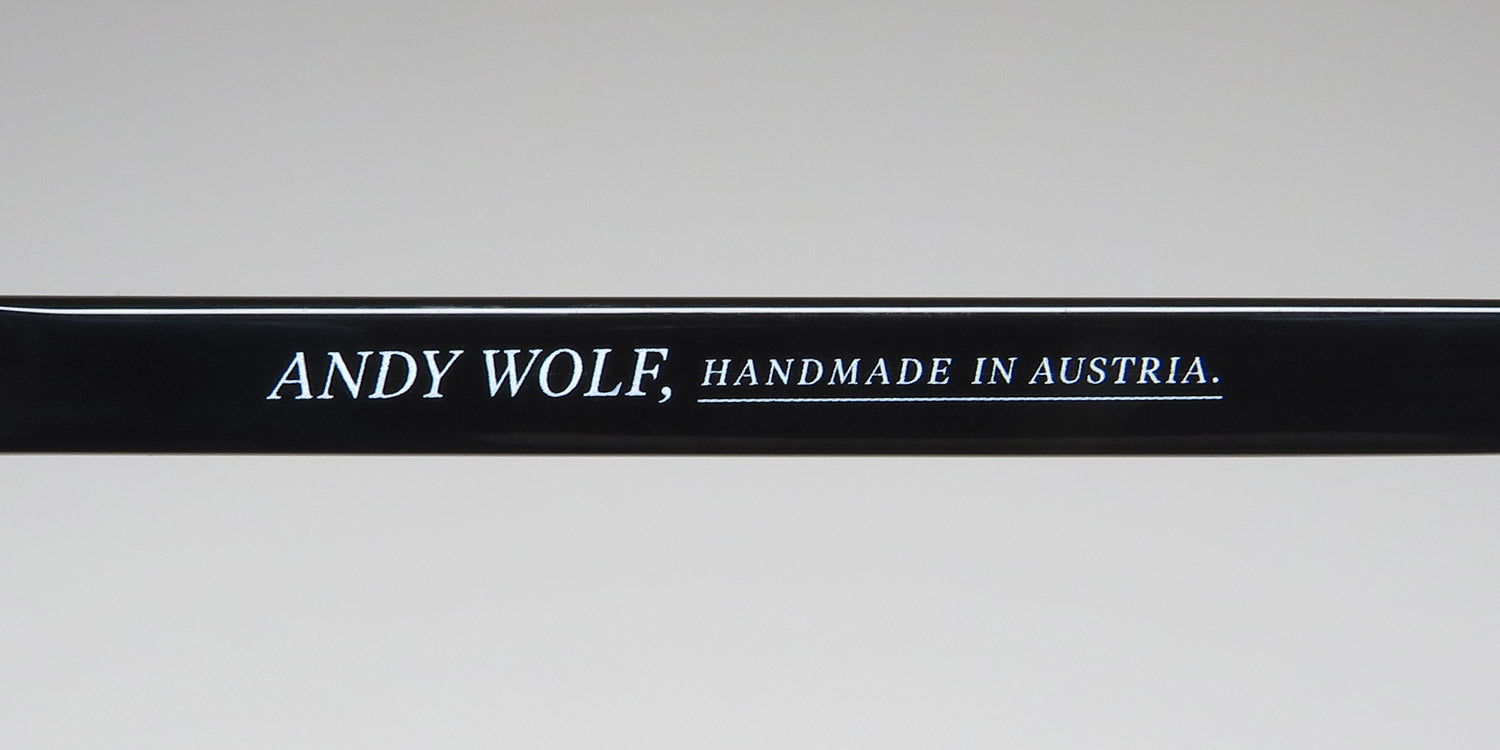 ANDY WOLF, HANDMADE IN AUSTRIA.